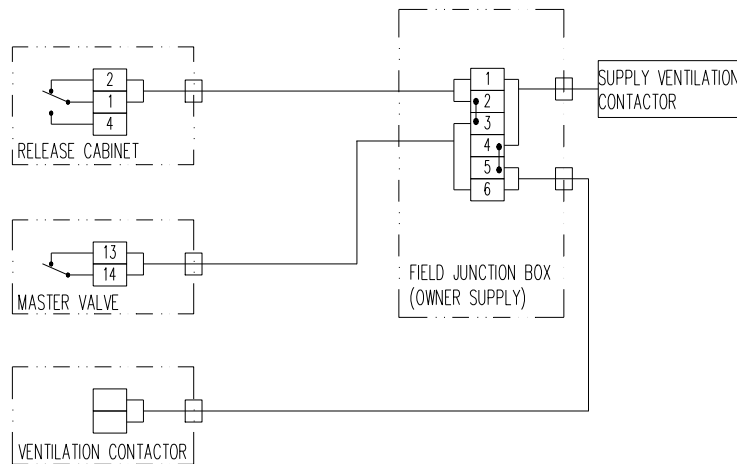 2
1
4
RELEASE CABINET
13
14
MASTER VALVE
VENTILATION CONTACTOR
1
2
3
4
5
6
FIELD JUNCTION BOX
(OWNER SUPPLY)
SUPPLY VENTILATION
CONTACTOR